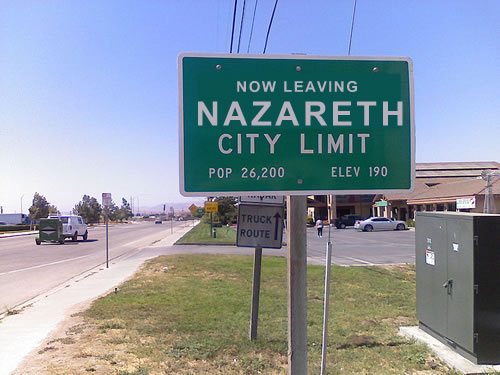 NOW LEAVING
NAZARETH
CITY LIMIT
POP 26,200 ELEV 190
TRUCK
ROUTE